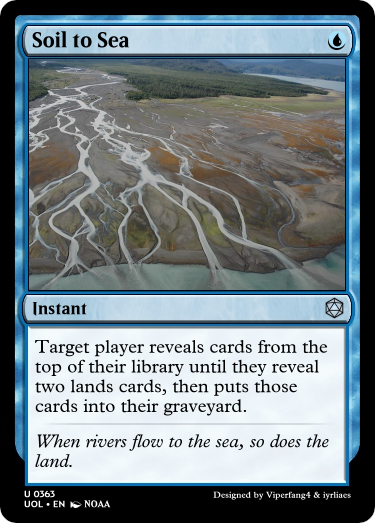 Soil to Sea
Instant
Target player reveals cards from the
top of their library until they reveal
two lands cards, then puts those
cards into their graveyard.
When rivers flow to the sea, so does the
land.
U 0363
UOL • EN NOAA
Designed by Viperfang4 & iyrliaes